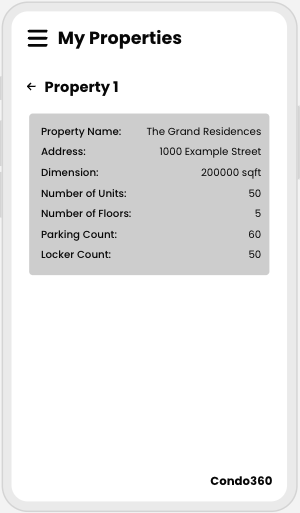 My Properties
← Property 1
Property Name: The Grand Residences
Address: 1000 Example Street
Dimension: 200000 sqft
Number of Units: 50
Number of Floors: 5
Parking Count: 60
Locker Count: 50
Condo360